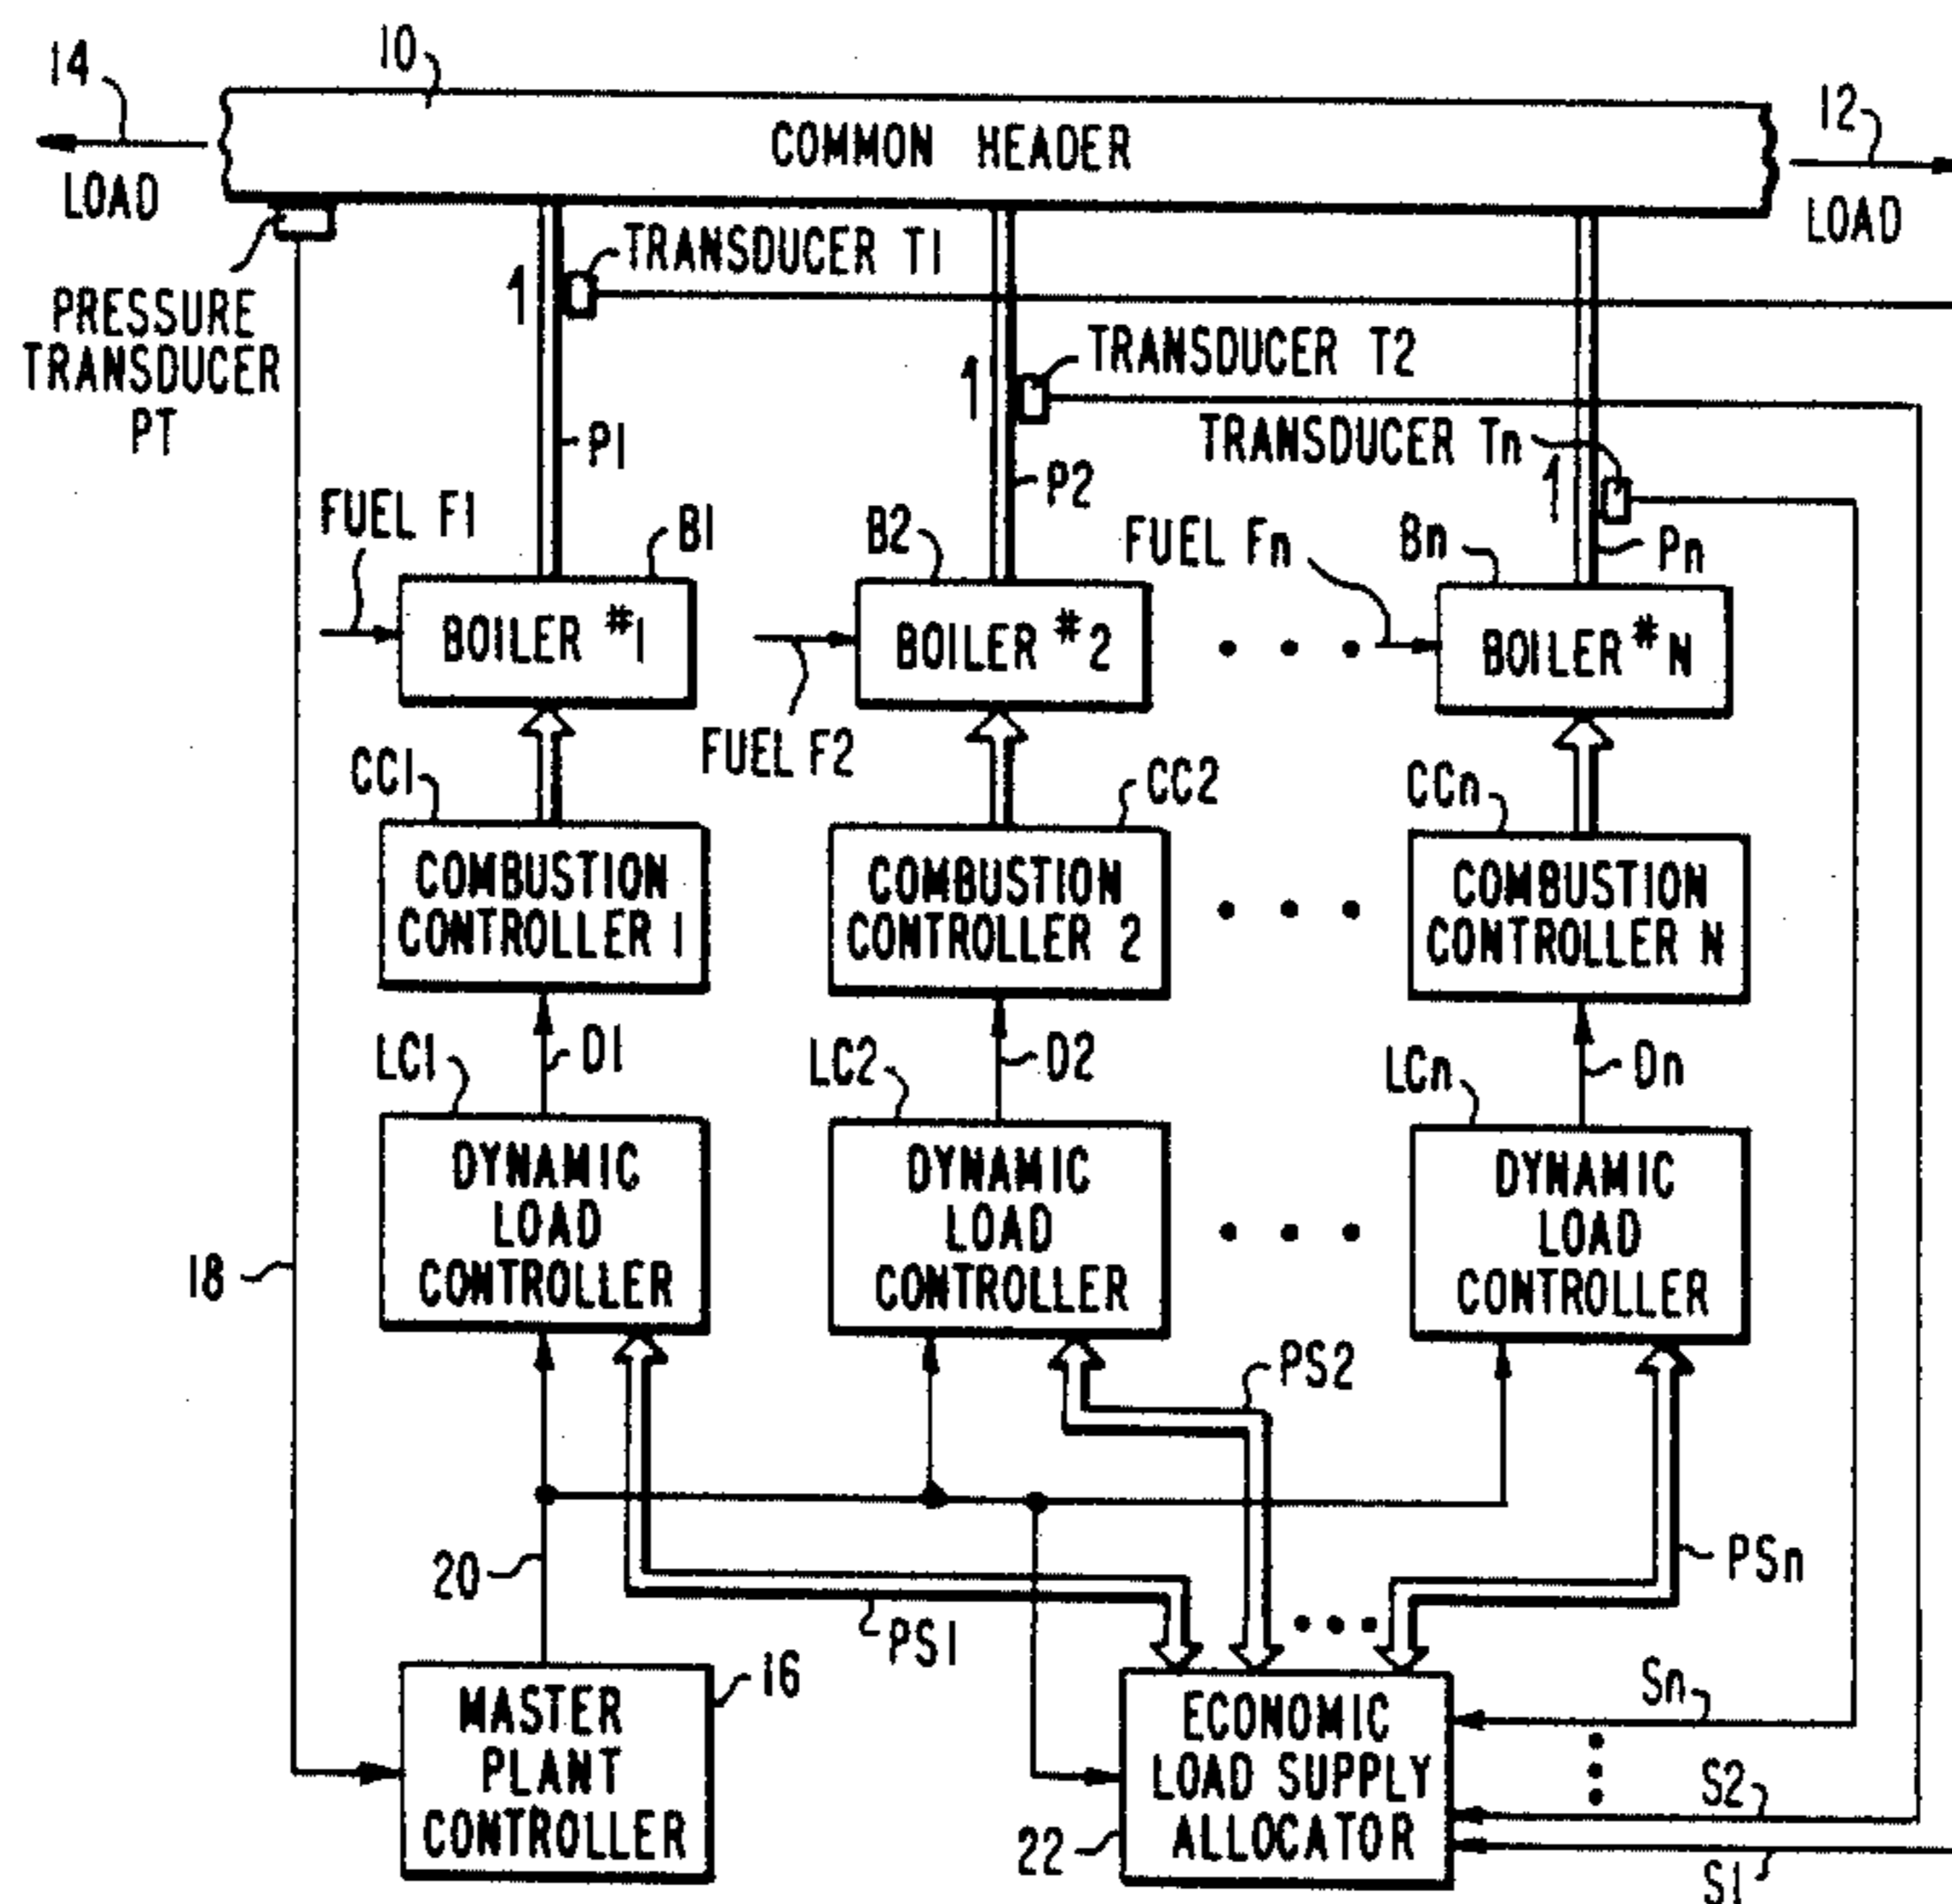 14
10
COMMON HEADER
12
LOAD
LOAD
PRESSURE
TRANSDUCER
PT
TRANSDUCER T1
1
TRANSDUCER T2
1
TRANSDUCER Tn
1
P1
P2
Pn
FUEL F1
B1
B2
FUEL Fn
Bn
BOILER #1
BOILER #2
BOILER #N
FUEL F2
CC1
CC2
CCn
COMBUSTION
CONTROLLER 1
COMBUSTION
CONTROLLER 2
COMBUSTION
CONTROLLER N
LC1
D1
LC2
D2
LCn
Dn
DYNAMIC
LOAD
CONTROLLER
DYNAMIC
LOAD
CONTROLLER
DYNAMIC
LOAD
CONTROLLER
18
PS2
20
PS1
PSn
16
MASTER
PLANT
CONTROLLER
ECONOMIC
LOAD SUPPLY
ALLOCATOR
22
Sn
S2
S1